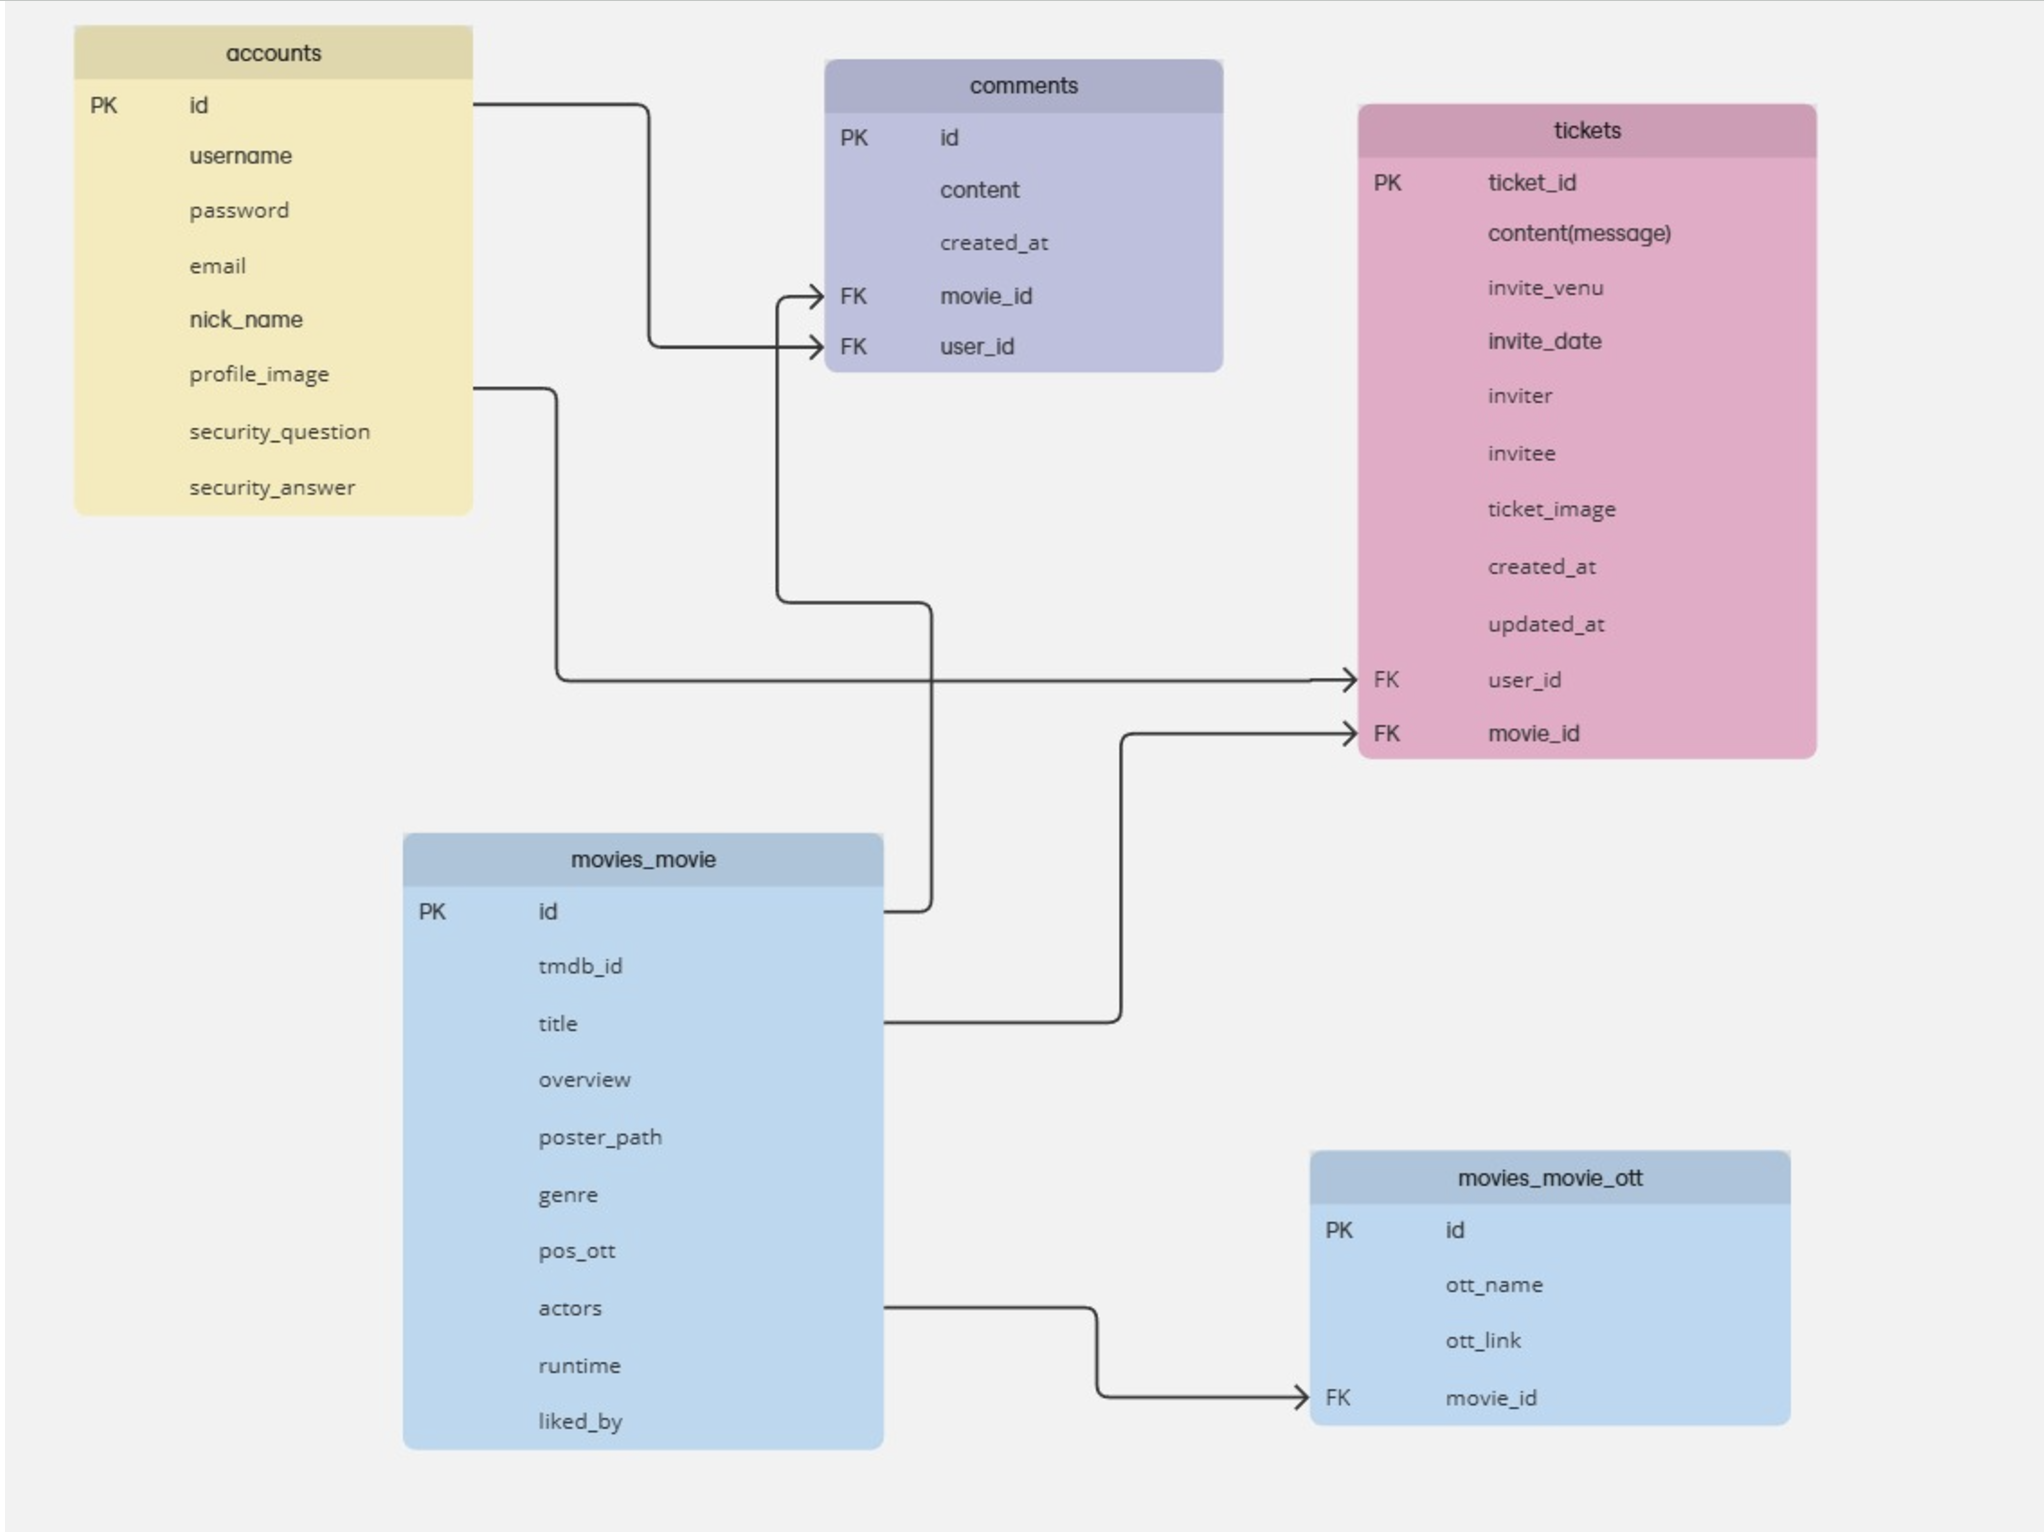 accounts
PK id
username
password
email
nick_name
profile_image
security_question
security_answer
comments
PK id
content
created_at
FK movie_id
FK user_id
tickets
PK ticket_id
content(message)
invite_venu
invite_date
inviter
invitee
ticket_image
created_at
updated_at
FK user_id
FK movie_id
movies_movie
PK id
tmdb_id
title
overview
poster_path
genre
pos_ott
actors
runtime
liked_by
movies_movie_ott
PK id
ott_name
ott_link
FK movie_id